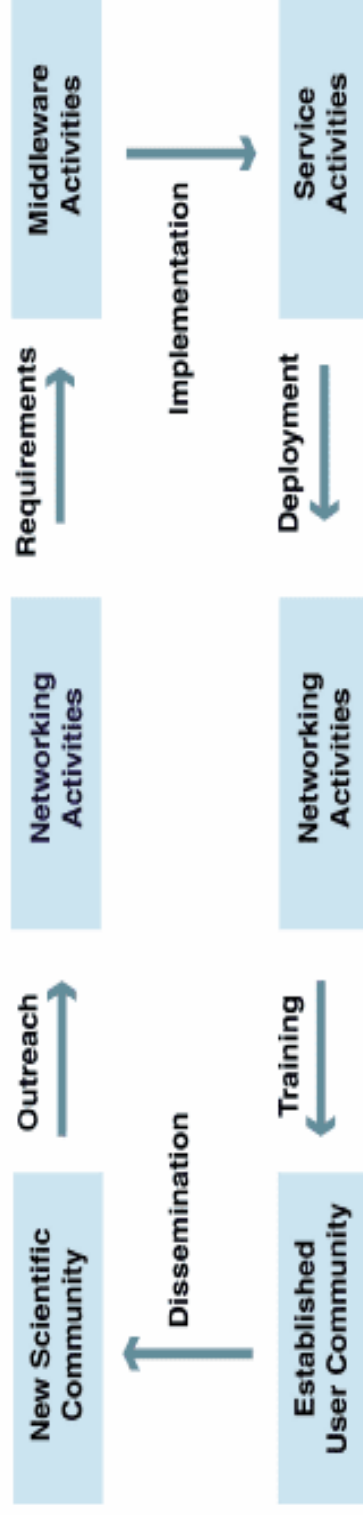 New Scientific
Community
Outreach
Networking
Activities
Requirements
Middleware
Activities
Dissemination
Implementation
Established
User Community
Training
Networking
Activities
Deployment
Service
Activities